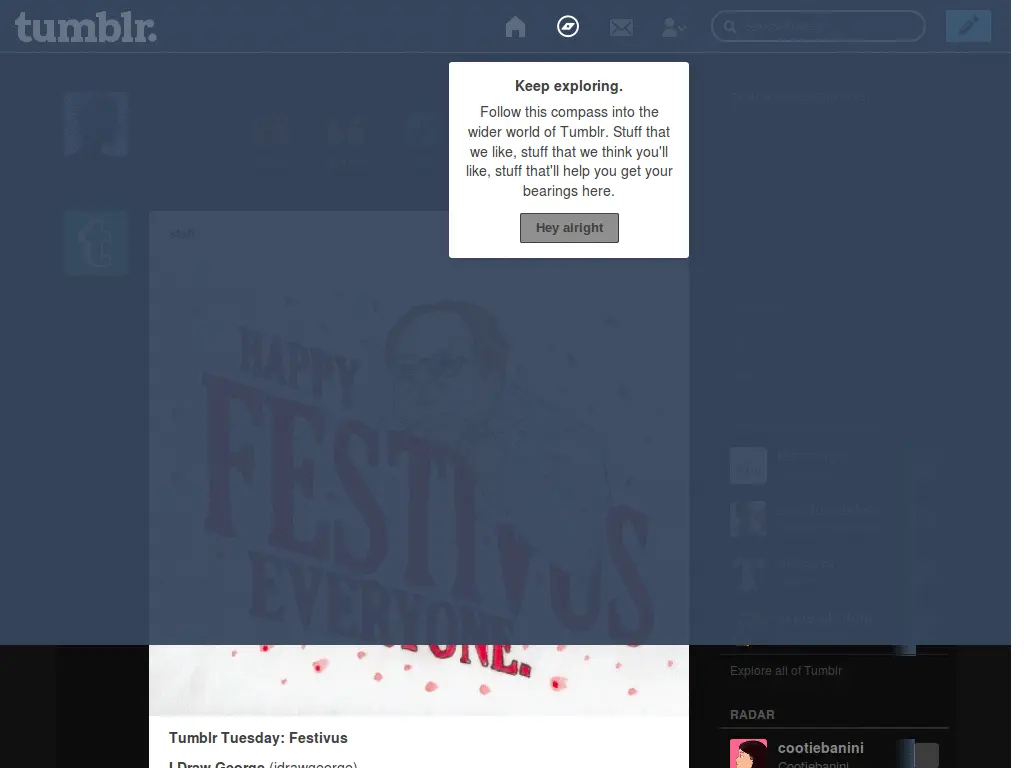 tumblr.
Keep exploring.
Follow this compass into the
wider world of Tumblr. Stuff that
we like, stuff that we think you'll
like, stuff that'll help you get your
bearings here.
Hey alright
staff
HAPPY
FESTIVUS
EVERYONE.
Explore all of Tumblr
RADAR
Tumblr Tuesday: Festivus
cootiebanini
I Draw George (idrawgeorge)
Cootiebanini